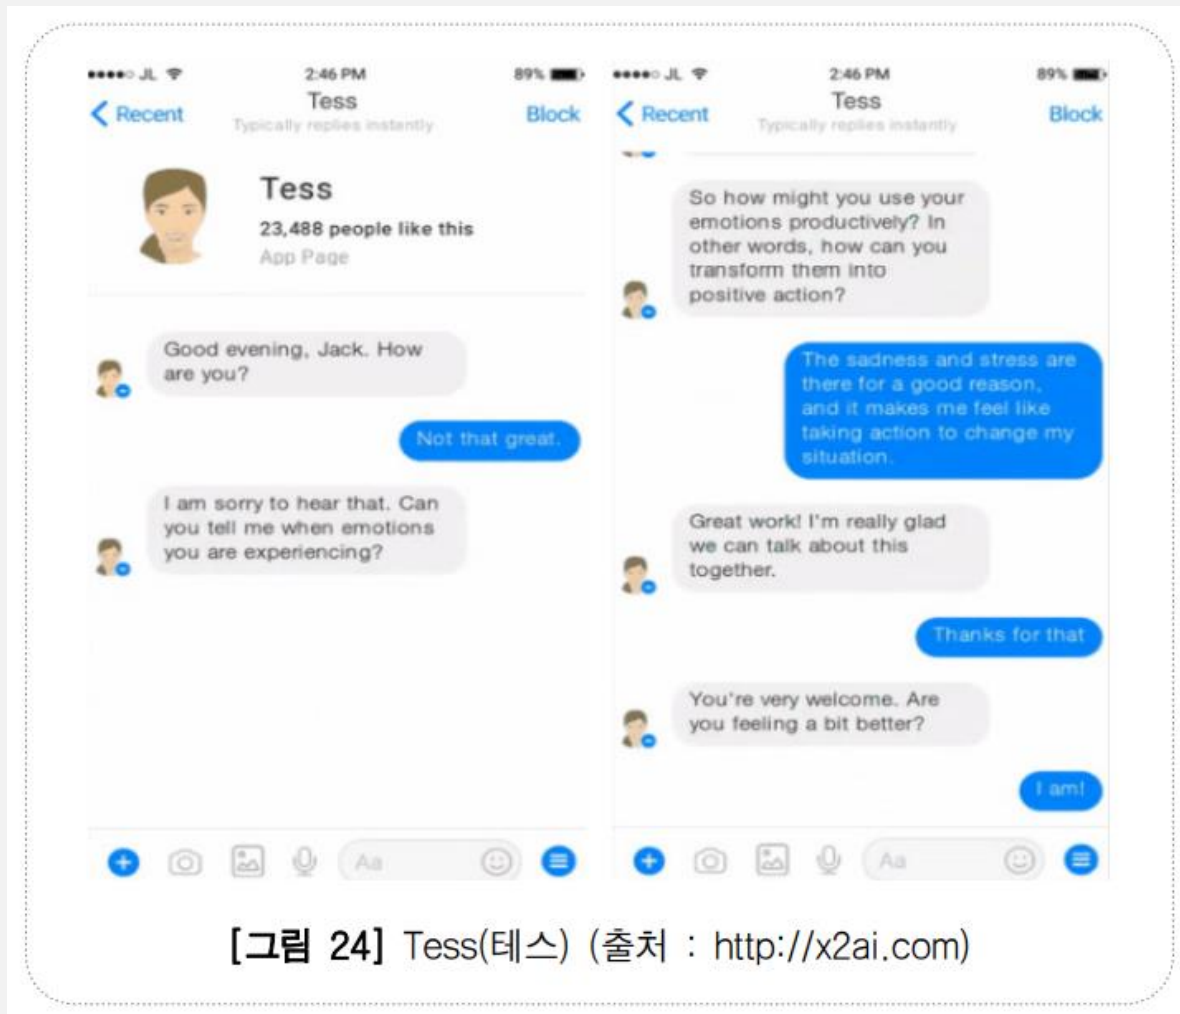 JL
2:46 PM
89%
Recent
Tess
Typically replies instantly
Block
Tess
23,488 people like this
App Page
Good evening, Jack. How
are you?
Not that great.
I am sorry to hear that. Can
you tell me when emotions
you are experiencing?
Aa
JL
2:46 PM
89%
Recent
Tess
Typically replies instantly
Block
So how might you use your
emotions productively? In
other words, how can you
transform them into
positive action?
The sadness and stress are
there for a good reason,
and it makes me feel like
taking action to change my
situation.
Great work! I'm really glad
we can talk about this
together.
Thanks for that
You're very welcome. Are
you feeling a bit better?
I am!
Aa
[그림 24] Tess(테스) (출처 : http://x2ai.com)